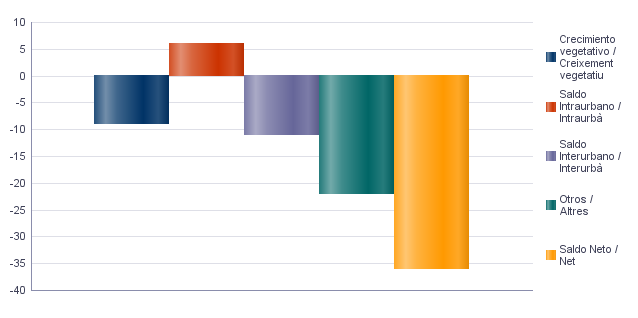 10
5
0
-5
-10
-15
-20
-25
-30
-35
-40
Crecimiento
vegetativo /
Creixement
vegetatiu
Saldo
Intraurbano /
Intraurbà
Saldo
Interurbano /
Interurbà
Otros /
Altres
Saldo Neto /
Net